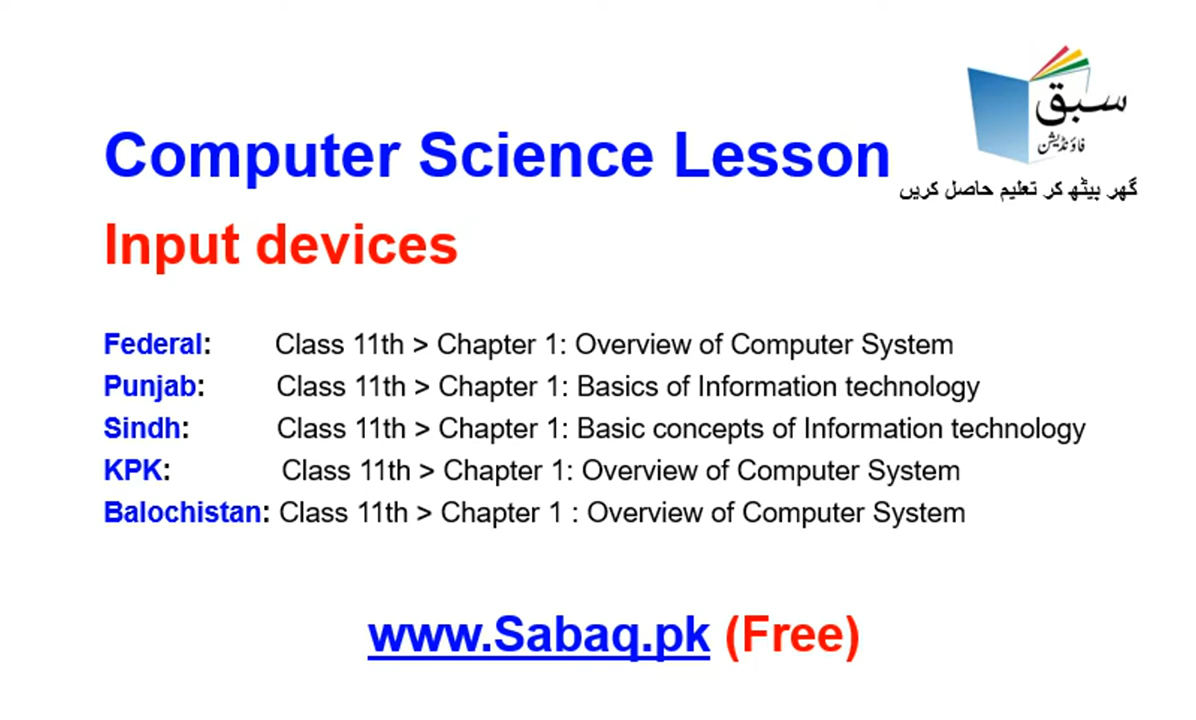 سبق
فاؤنڈیشن
گھر بیٹھ کر تعلیم حاصل کریں
Computer Science Lesson
Input devices
Federal: Class 11th > Chapter 1: Overview of Computer System
Punjab: Class 11th > Chapter 1: Basics of Information technology
Sindh: Class 11th > Chapter 1: Basic concepts of Information technology
KPK: Class 11th > Chapter 1: Overview of Computer System
Balochistan: Class 11th > Chapter 1 : Overview of Computer System
www.Sabaq.pk (Free)